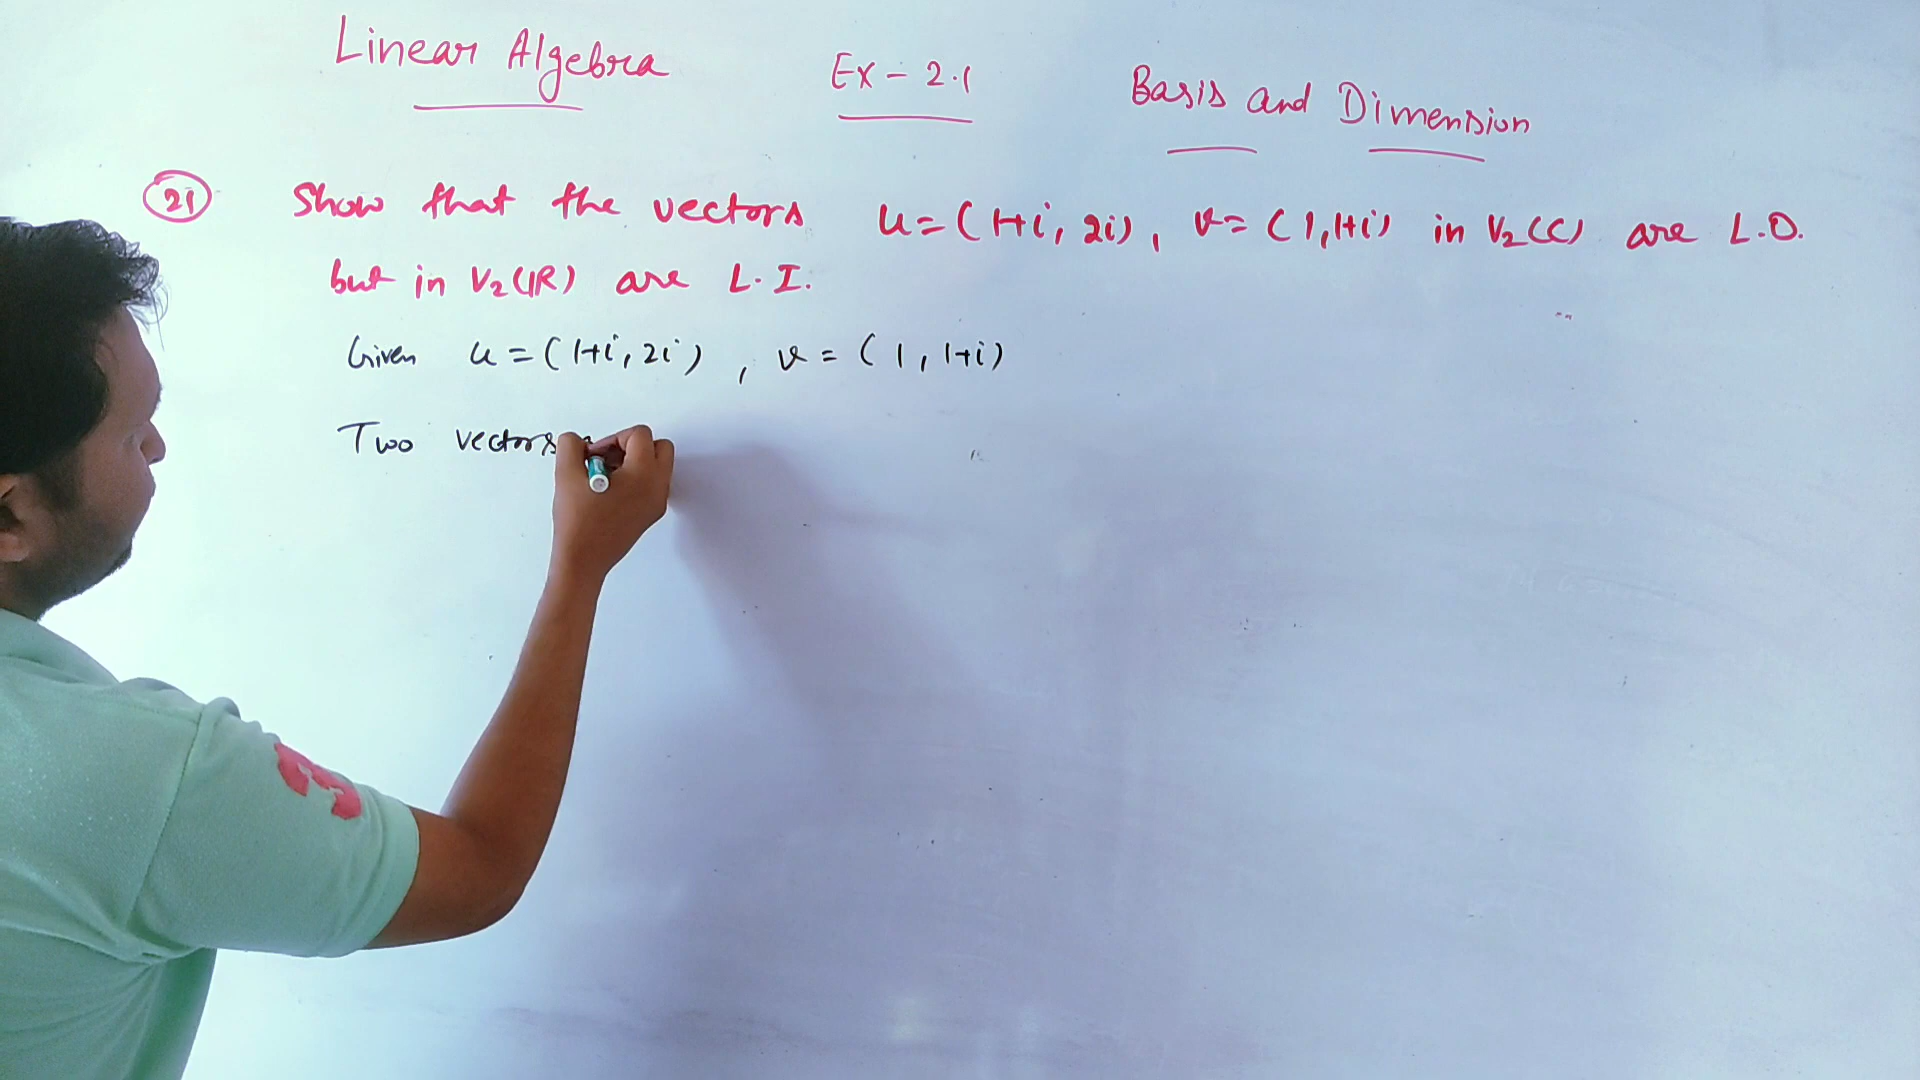 Linear Algebra Ex - 2.1 Basis and Dimension
21 Show that the vectors u = (1+i, 2i), v = (1, 1+i) in V₂(C) are L.D.
but in V₂(IR) are L.I.
Given u = (1+i, 2i), v = (1, 1+i)
Two vectors